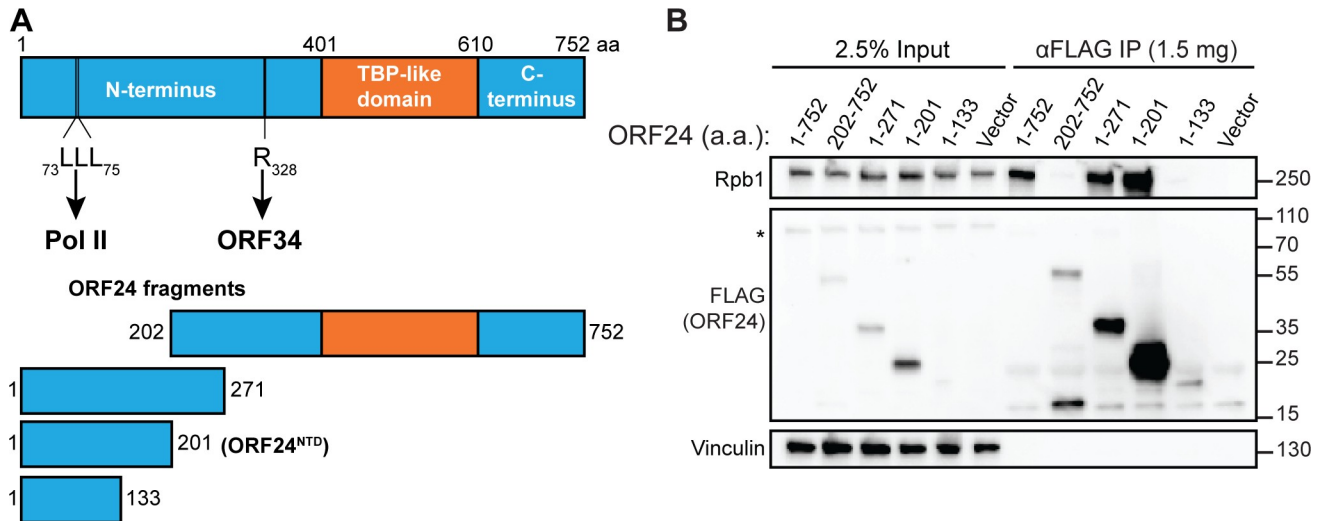 A
1 401 610 752 aa
N-terminus
TBP-like
domain
C-
terminus
73LLL75
R328
Pol II
ORF34
ORF24 fragments
202 752
1 271
1 201 (ORF24NTD)
1 133
B
2.5% Input αFLAG IP (1.5 mg)
ORF24 (a.a.): 1-752 202-752 1-271 1-201 1-133 Vector 1-752 202-752 1-271 1-201 1-133 Vector
Rpb1 250
110
*
70
55
FLAG
(ORF24)
35
25
15
Vinculin 130